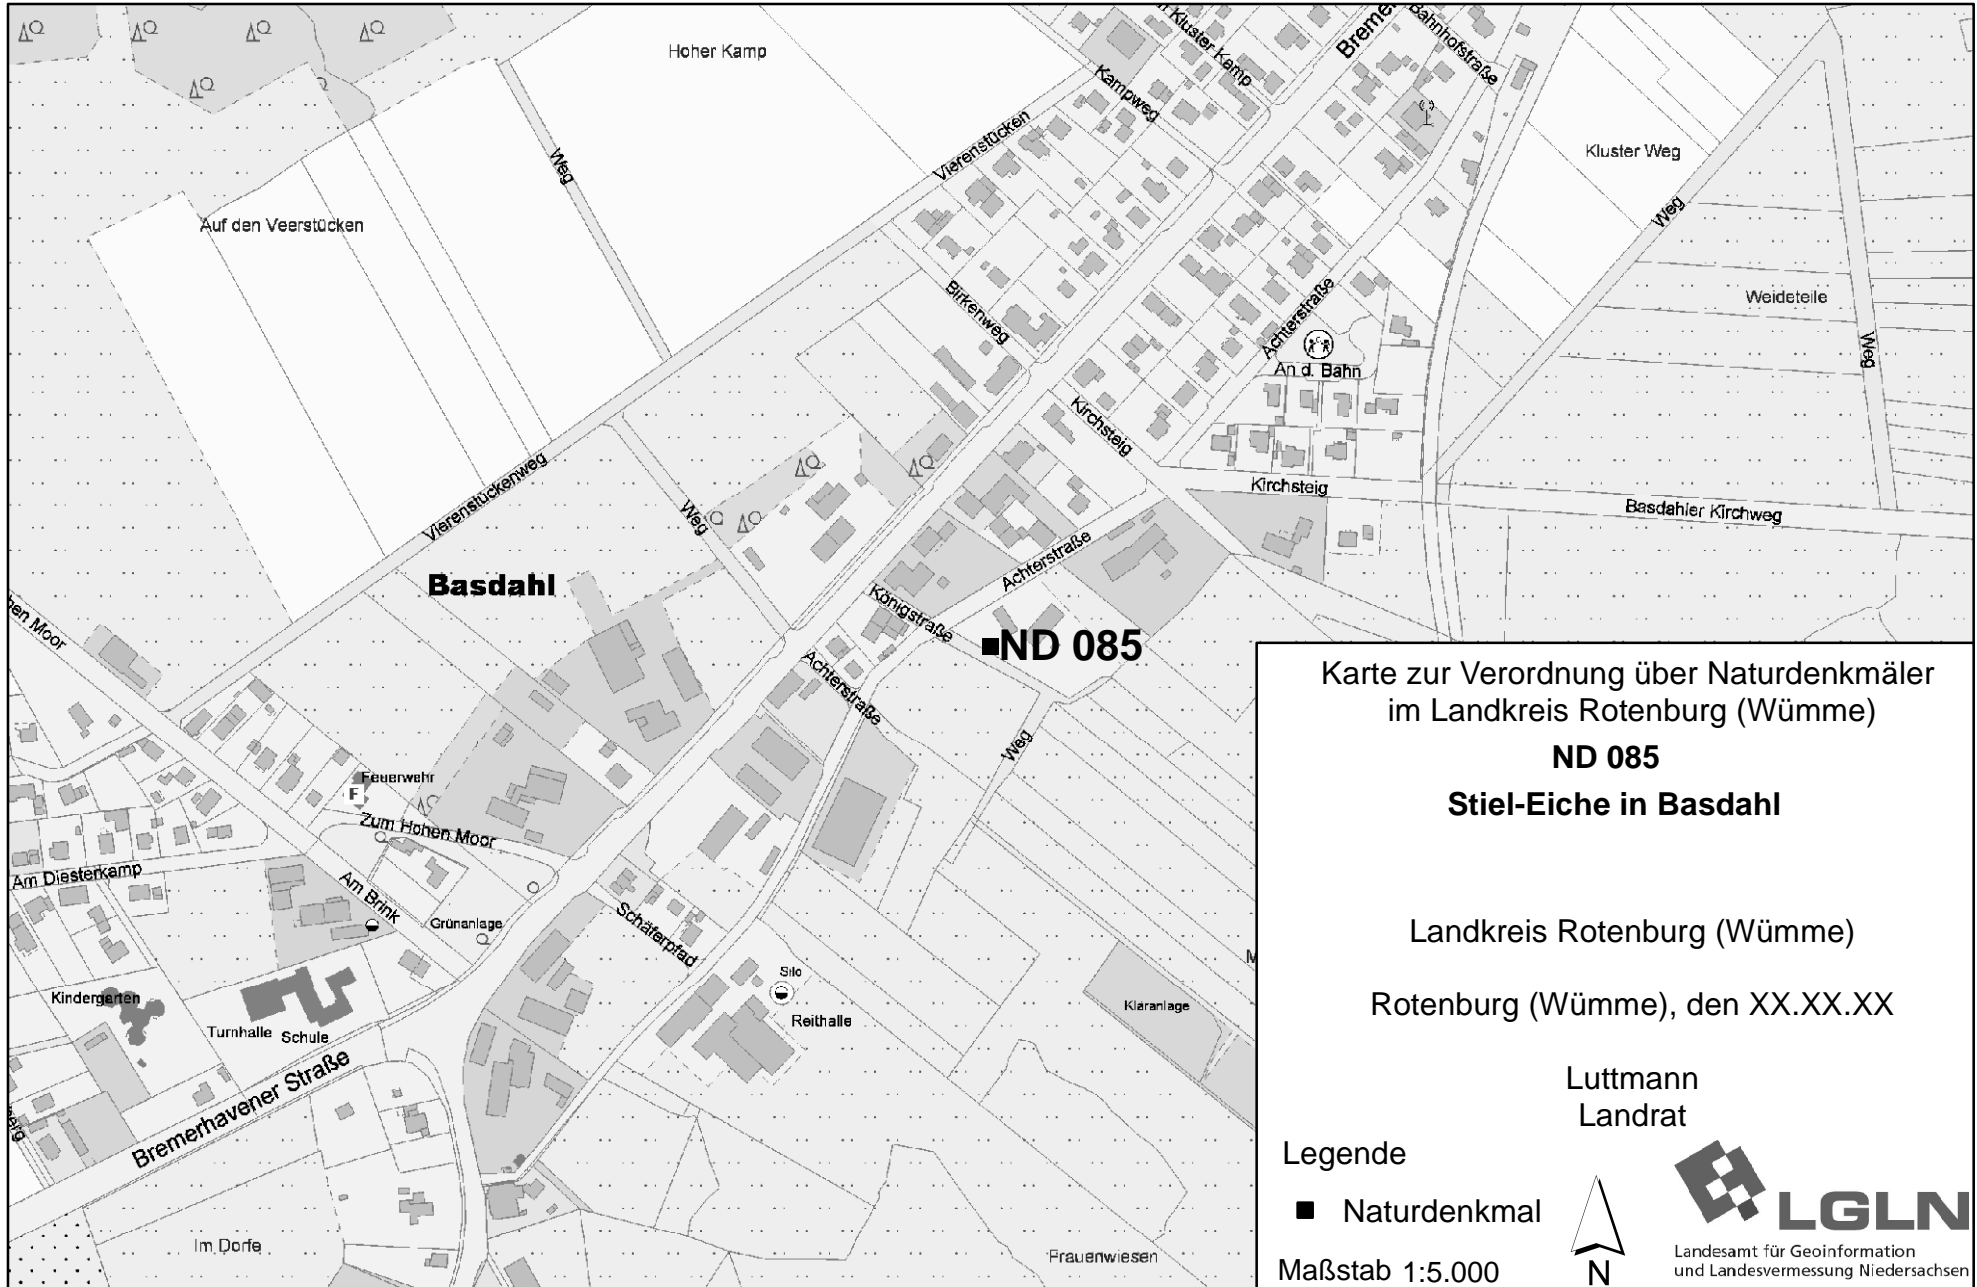 Hoher Kamp
Kluster Kamp
Kampweg
Bahnhofstraße
Vierenstücken
Weg
Kluster Weg
Auf den Veerstücken
Weg
Birkenweg
Achterstraße
Weideteile
Weg
An d. Bahn
Kirchsteig
Vierenstückenweg
Weg
Kirchsteig
Basdahler Kirchweg
Achterstraße
Basdahl
Königstraße
ND 085
Achterstraße
Weg
hen Moor
Feuerwehr
F
Zum Hohen Moor
Am Diesterkamp
Am Brink
Grünanlage
Schäferpfad
Silo
Reithalle
Kläranlage
Kindergarten
Turnhalle
Schule
Bremerhavener Straße
Im Dorfe
Frauenwiesen
Karte zur Verordnung über Naturdenkmäler
im Landkreis Rotenburg (Wümme)
ND 085
Stiel-Eiche in Basdahl
Landkreis Rotenburg (Wümme)
Rotenburg (Wümme), den XX.XX.XX
Luttmann
Landrat
Legende
Naturdenkmal
Maßstab 1:5.000
N
LGLN
Landesamt für Geoinformation
und Landesvermessung Niedersachsen